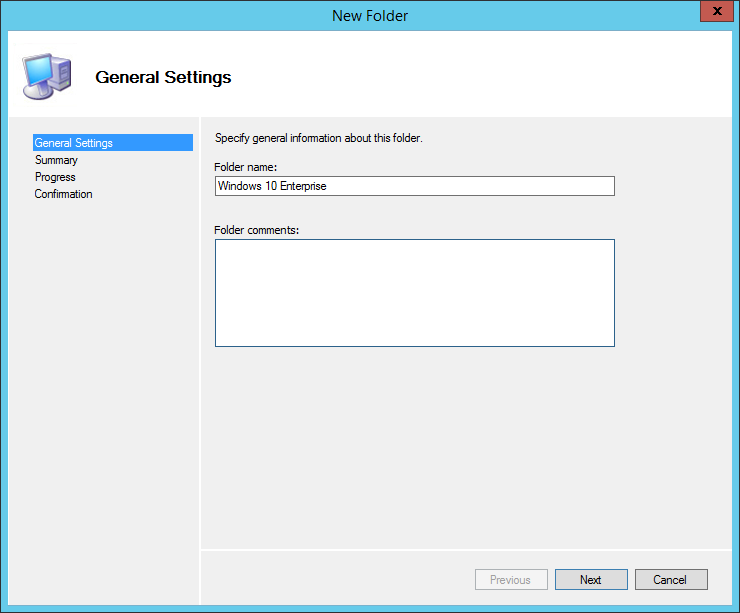 New Folder
x
General Settings
General Settings
Summary
Progress
Confirmation
Specify general information about this folder.
Folder name:
Windows 10 Enterprise
Folder comments:
Previous
Next
Cancel